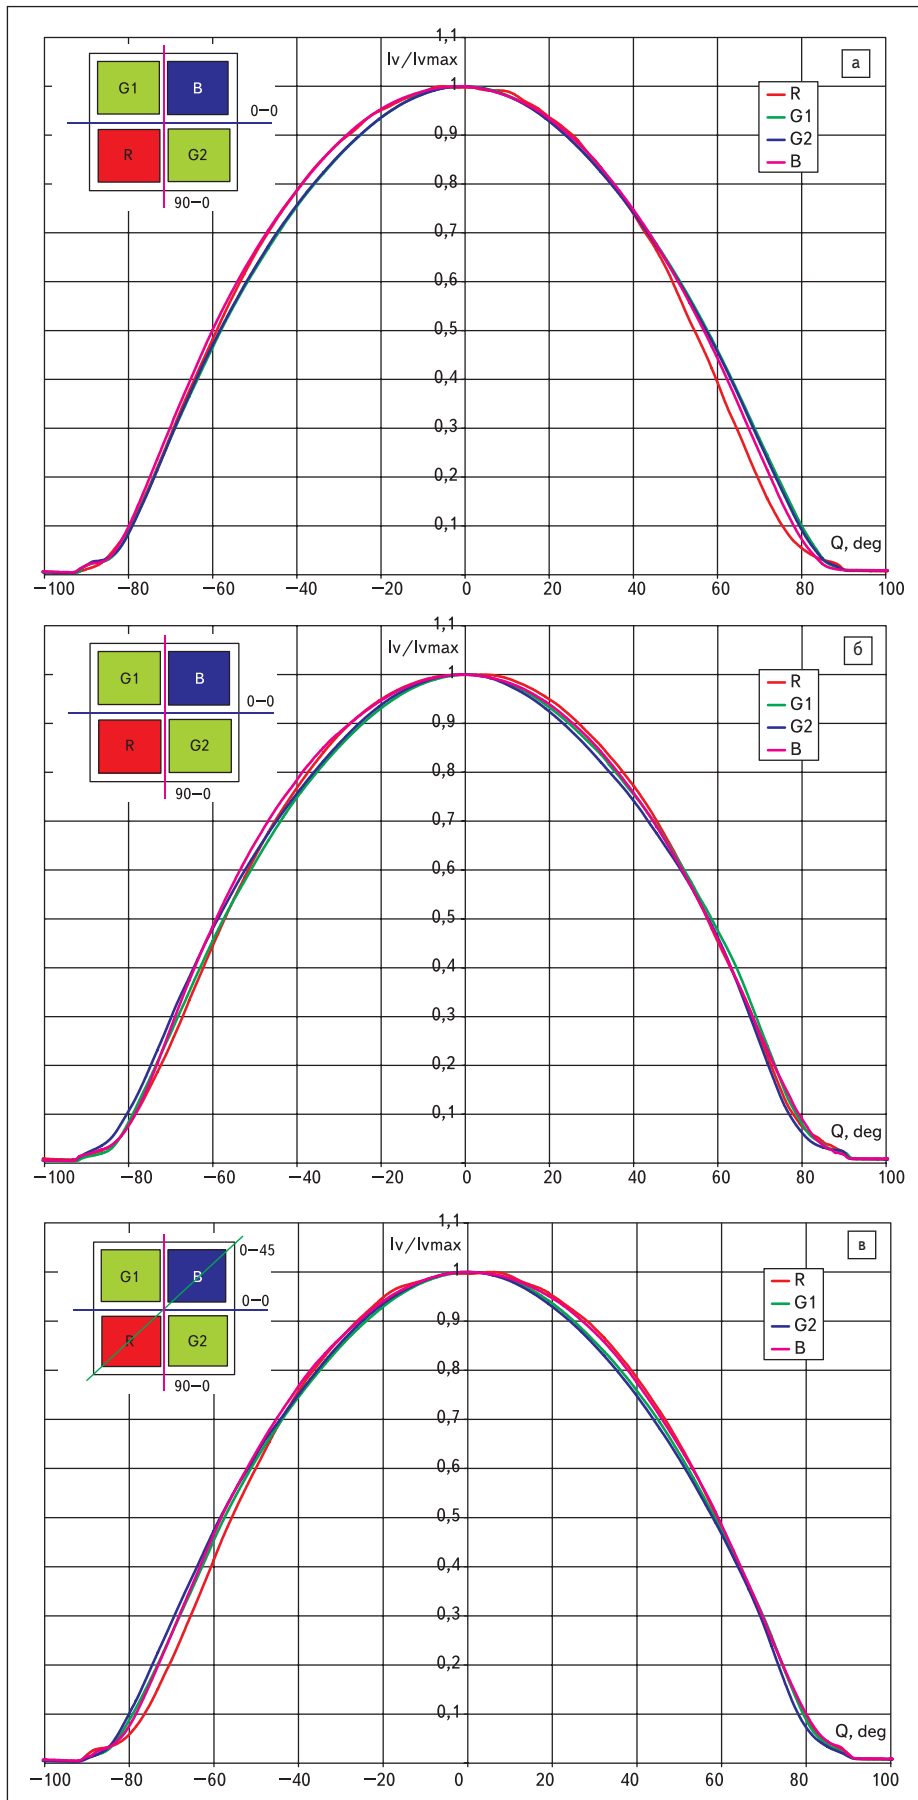 1,1
Iv/Ivmax
а
G1
B
0–0
R
G2
90–0
R
G1
G2
B
1
0,9
0,8
0,7
0,6
0,5
0,4
0,3
0,2
0,1
Q, deg
–100
–80
–60
–40
–20
0
20
40
60
80
100
1,1
Iv/Ivmax
б
G1
B
0–0
R
G2
90–0
R
G1
G2
B
1
0,9
0,8
0,7
0,6
0,5
0,4
0,3
0,2
0,1
Q, deg
–100
–80
–60
–40
–20
0
20
40
60
80
100
1,1
Iv/Ivmax
в
0–45
G1
B
0–0
R
G2
90–0
R
G1
G2
B
1
0,9
0,8
0,7
0,6
0,5
0,4
0,3
0,2
0,1
Q, deg
–100
–80
–60
–40
–20
0
20
40
60
80
100